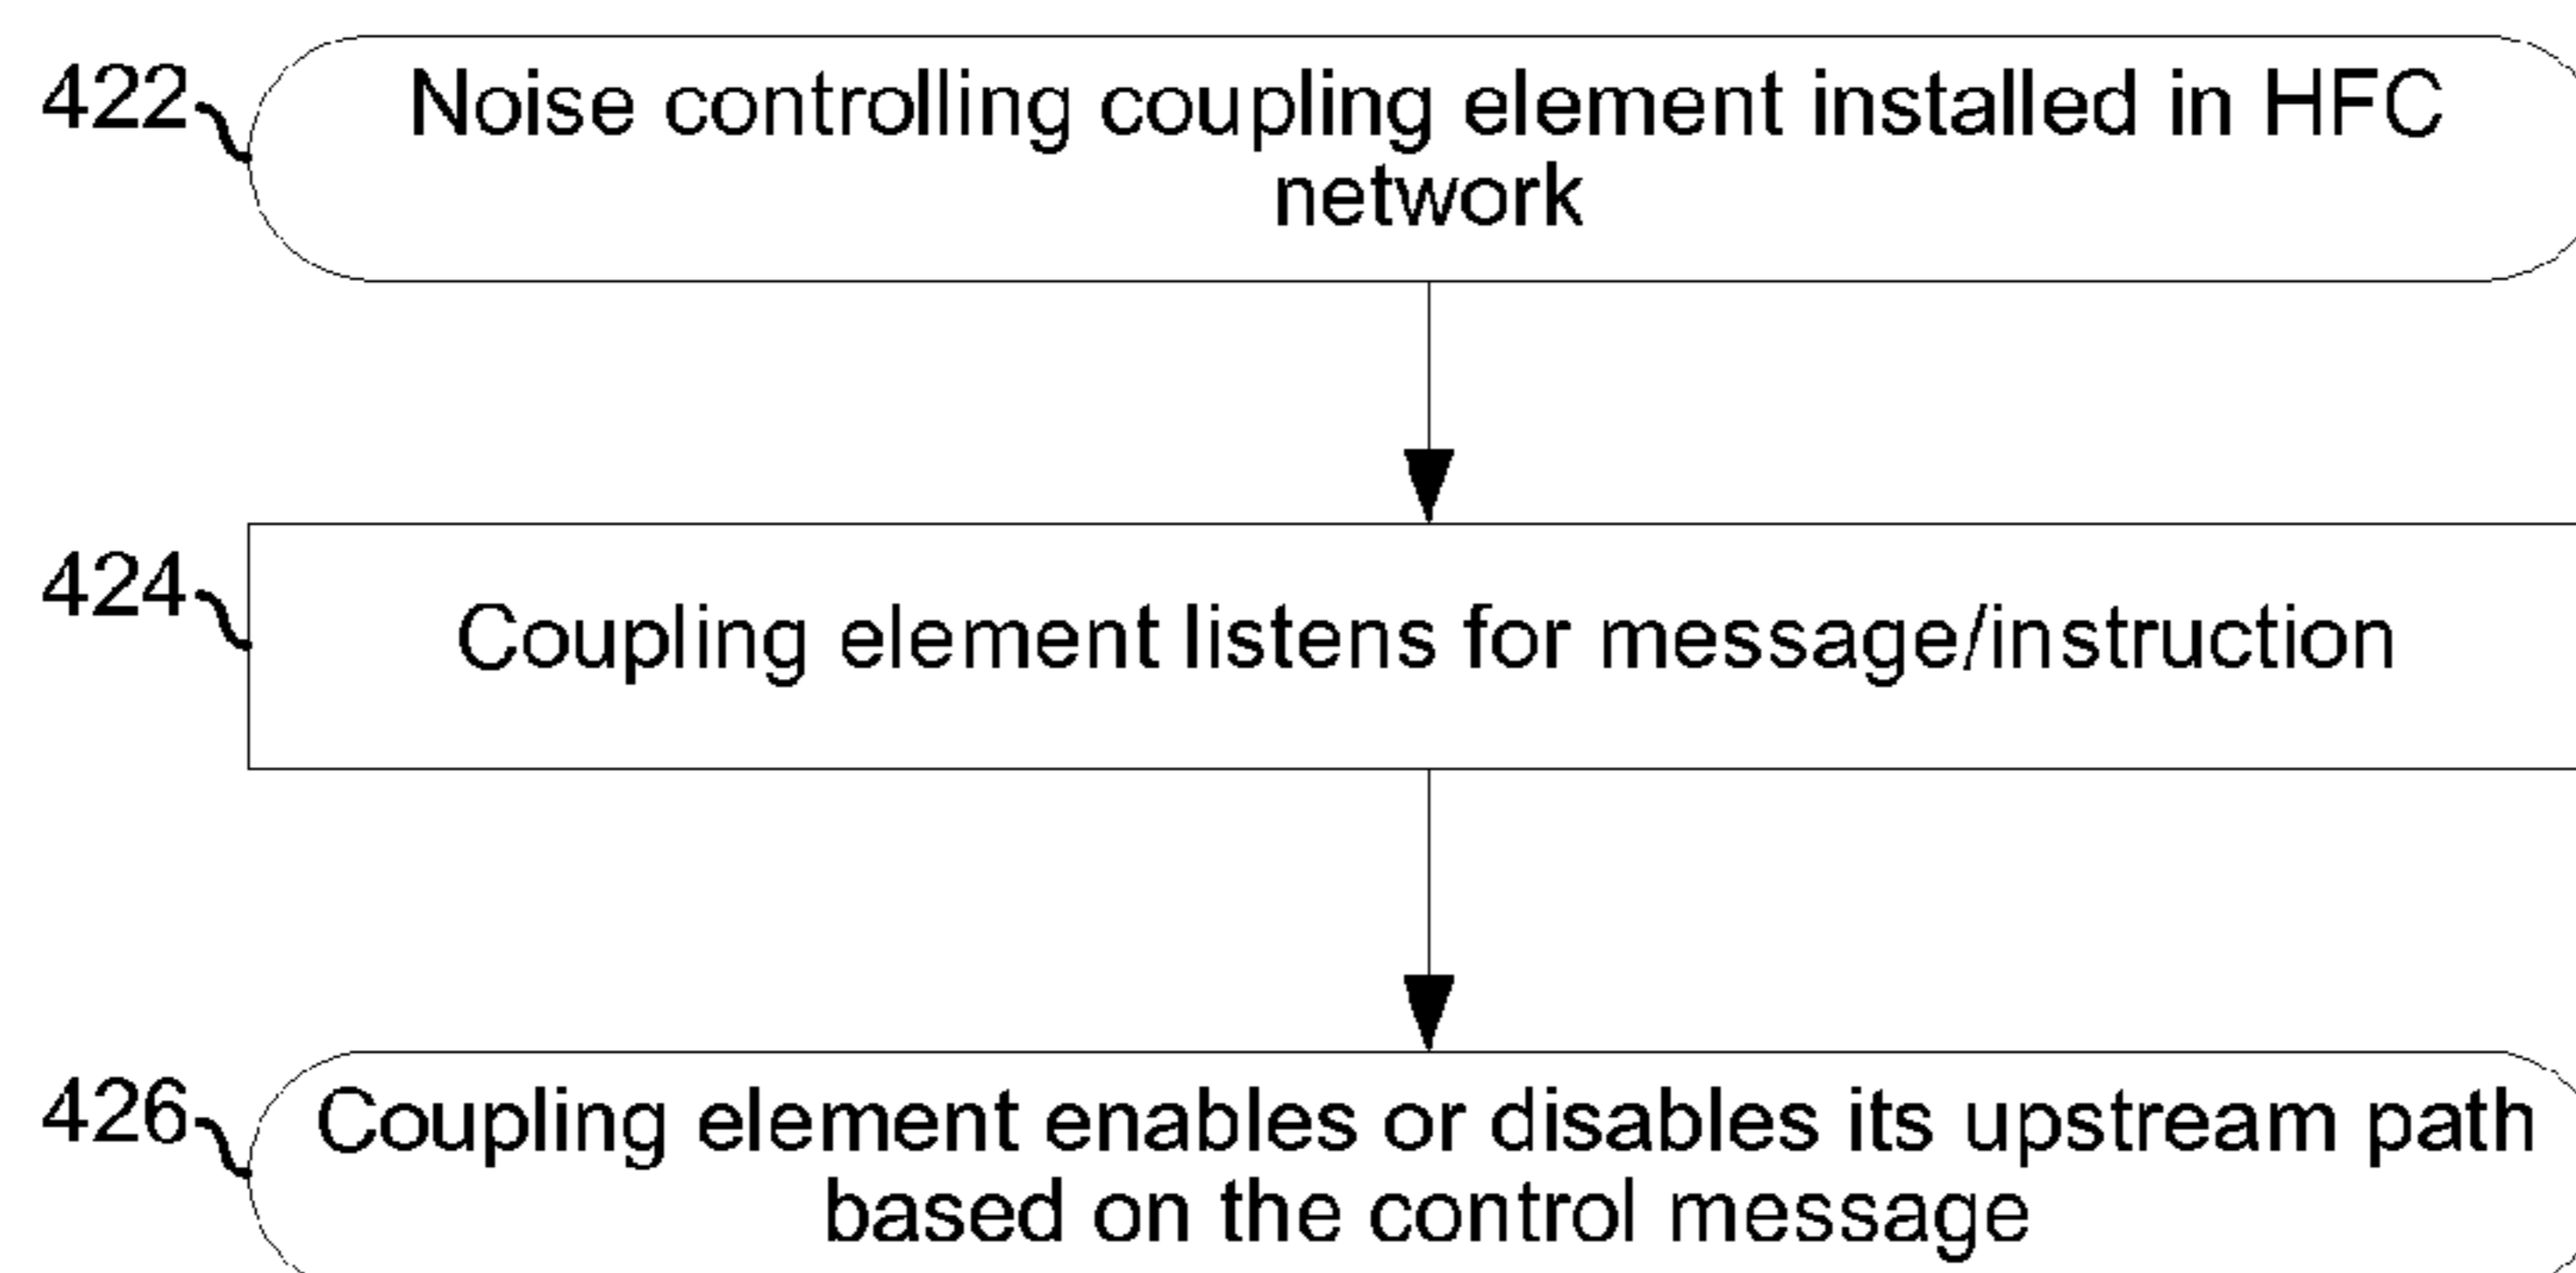 422
Noise controlling coupling element installed in HFC
network
424
Coupling element listens for message/instruction
426
Coupling element enables or disables its upstream path
based on the control message